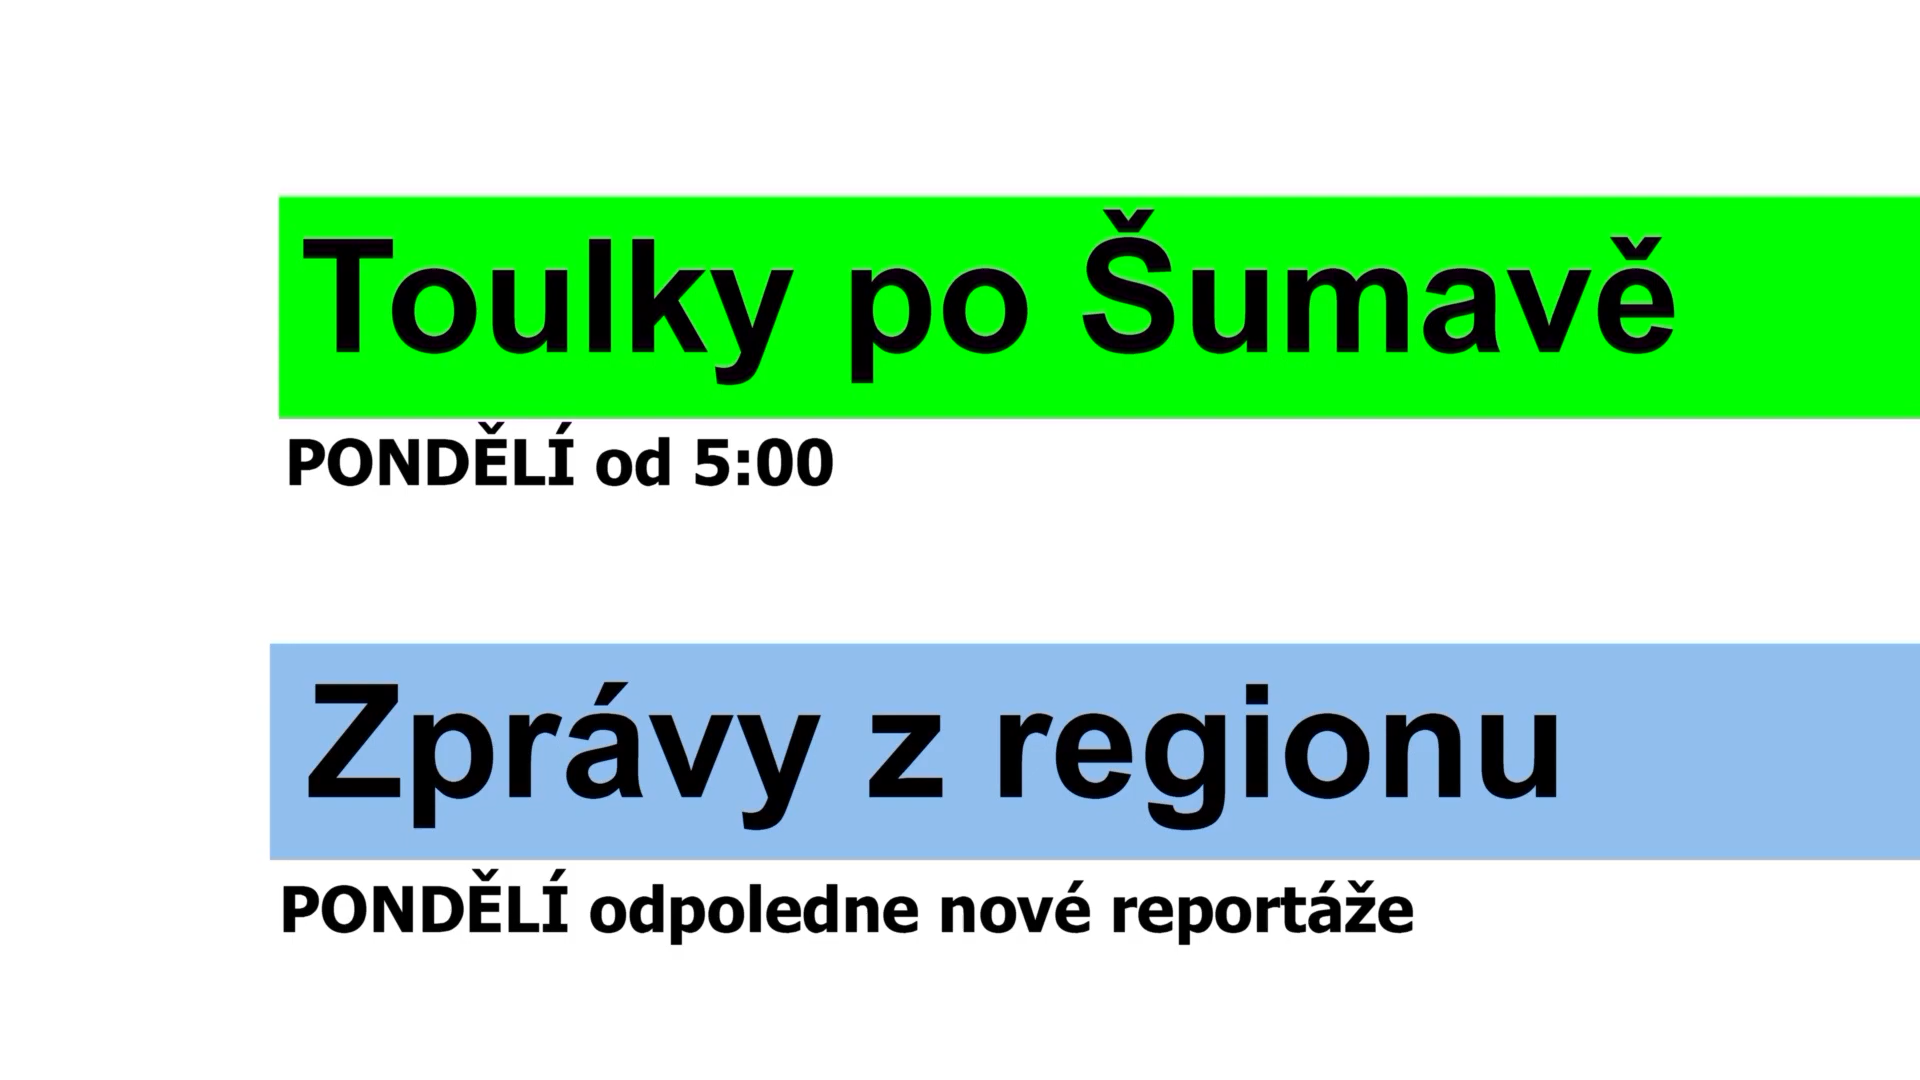 Toulky po Šumavě
PONDĚLÍ od 5:00
Zprávy z regionu
PONDĚLÍ odpoledne nové reportáže